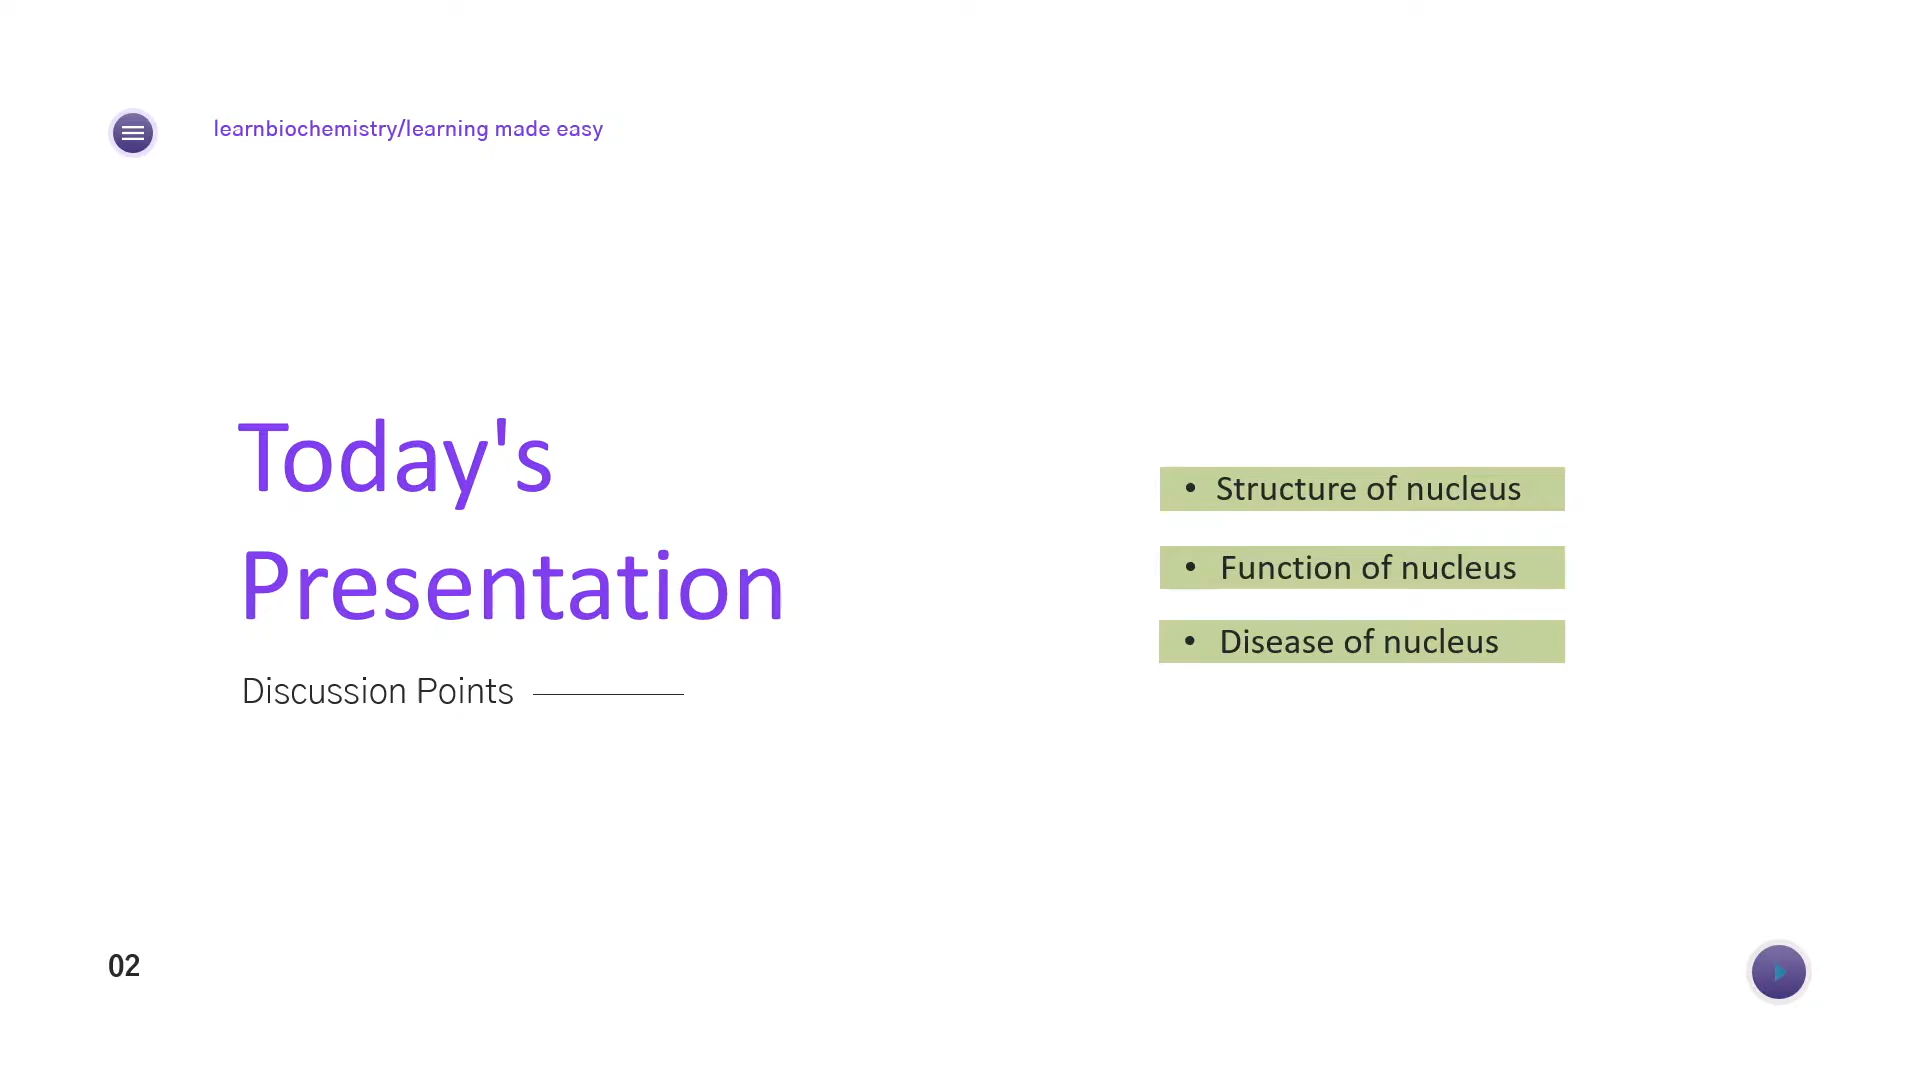 learnbiochemistry/learning made easy
Today's
Presentation
Discussion Points
• Structure of nucleus
• Function of nucleus
• Disease of nucleus
02